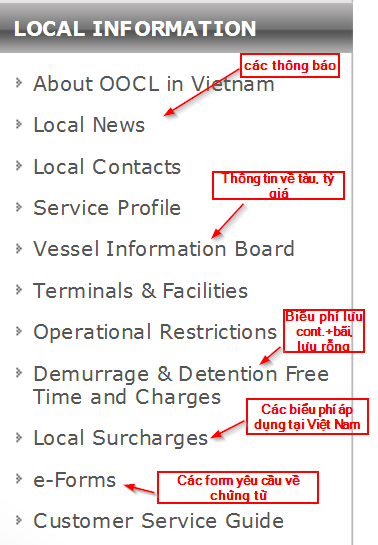 LOCAL INFORMATION
các thông báo
About OOCL in Vietnam
Local News
Local Contacts
Thông tin về tàu, tỷ
giá
Service Profile
Vessel Information Board
Terminals & Facilities
Biểu phí lưu
cont.+bãi,
lưu rỗng
Operational Restrictions
Demurrage & Detention Free
Time and Charges
Các biểu phí áp
dụng tại Việt Nam
Local Surcharges
e-Forms
Các form yêu cầu về
chứng từ
Customer Service Guide